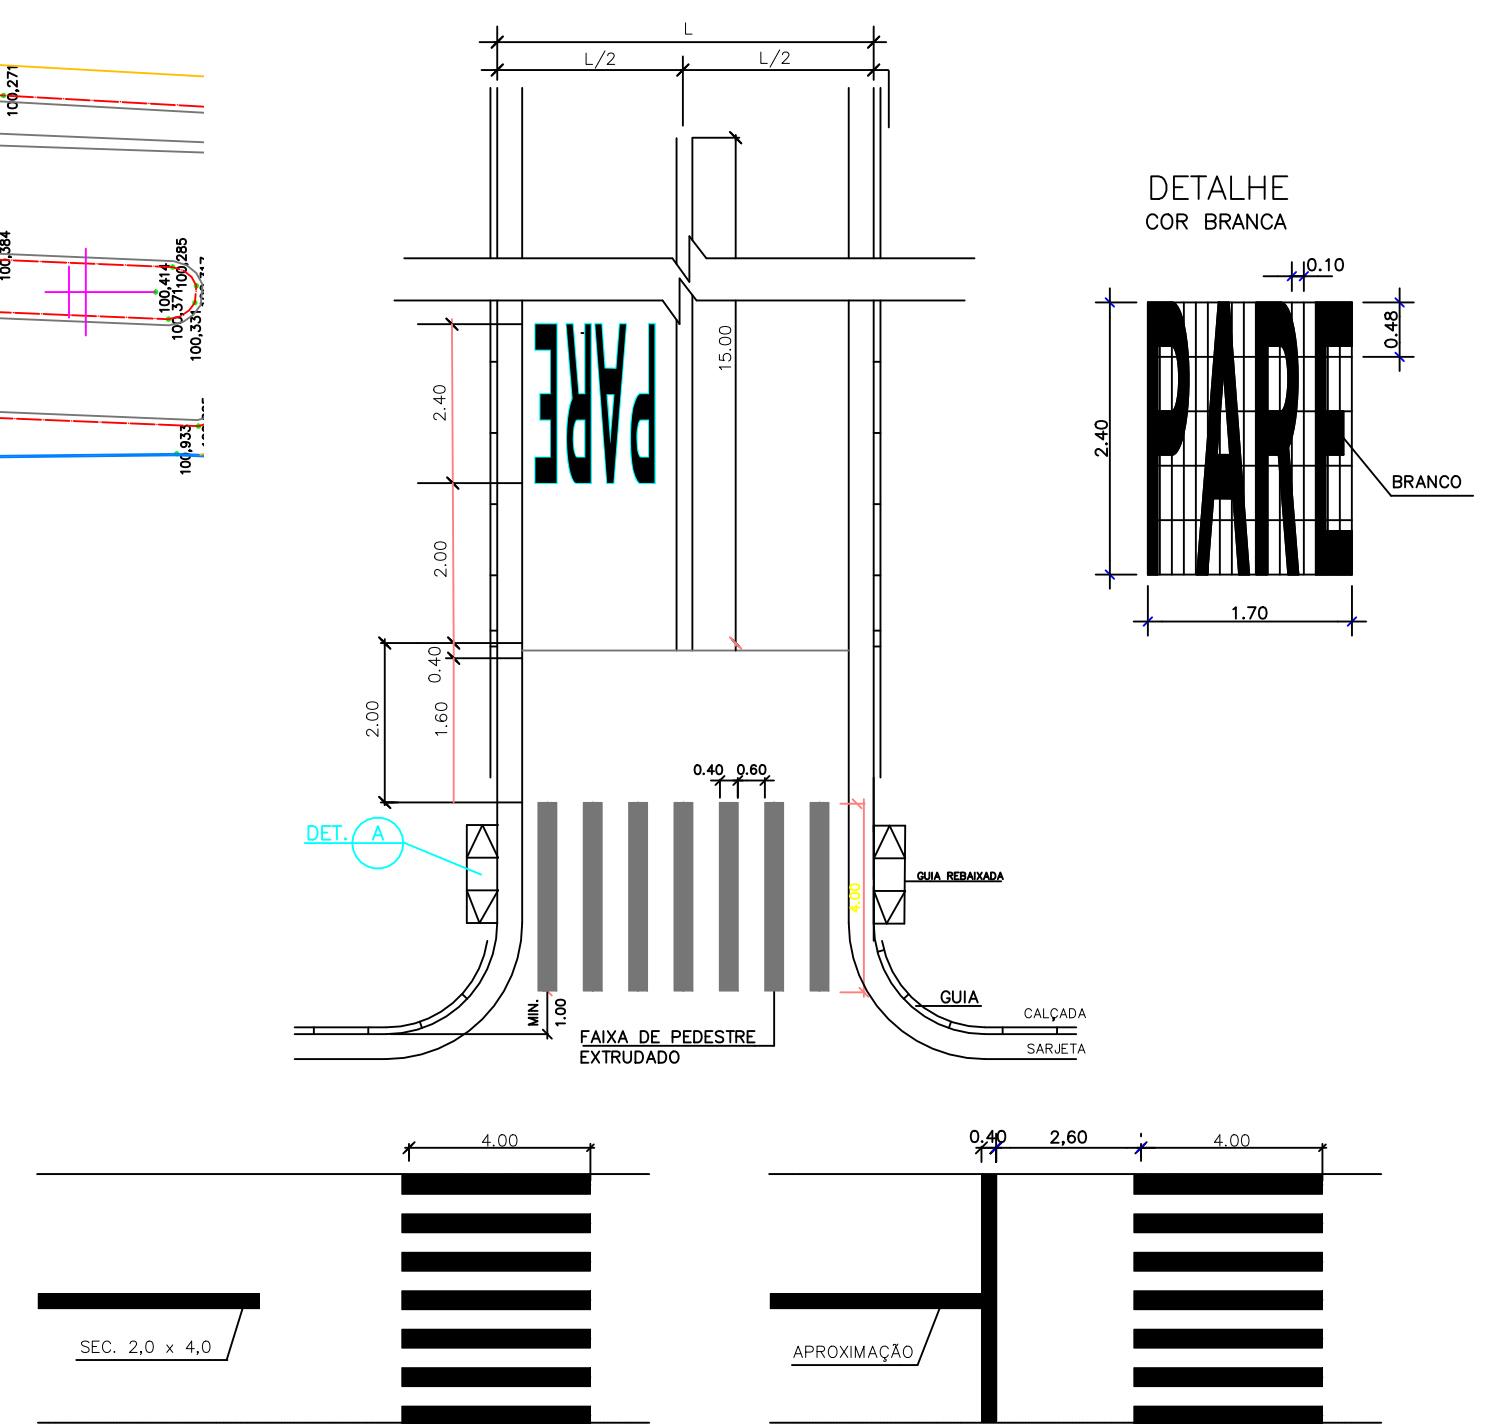 L
L/2
L/2
100,271
100,384
100,285
100,414
100,371
100,331
100,933
DETALHE
COR BRANCA
0.10
0.48
2.40
PARE
BRANCO
1.70
15.00
PARE
2.40
2.00
0.40
1.60
2.00
0.40
0.60
DET.
A
4.00
GUIA REBAIXADA
MIN.
1.00
FAIXA DE PEDESTRE
EXTRUDADO
GUIA
CALÇADA
SARJETA
4.00
SEC. 2,0 x 4,0
0.40
2,60
4.00
APROXIMAÇÃO